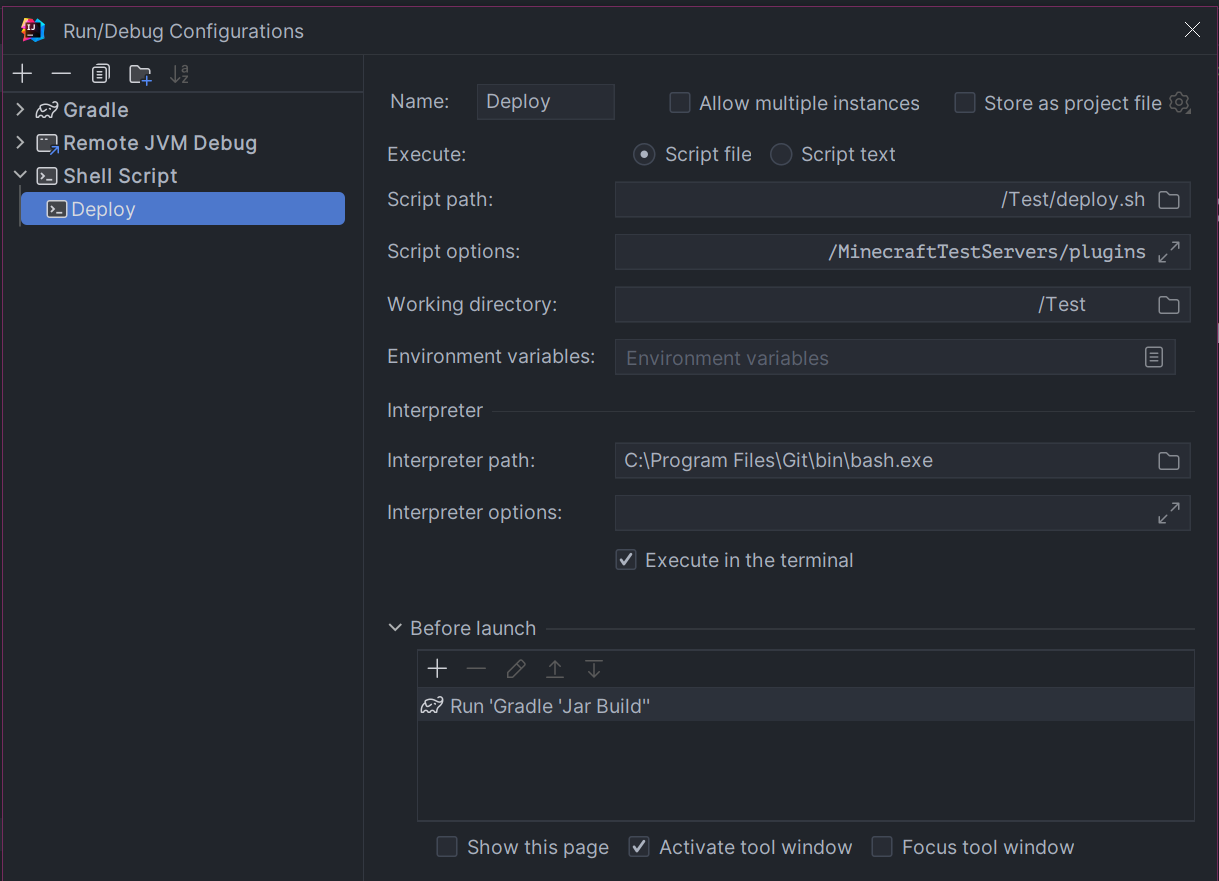 Run/Debug Configurations
Gradle
Remote JVM Debug
Shell Script
Deploy
Name: Deploy Allow multiple instances Store as project file
Execute: Script file Script text
Script path: /Test/deploy.sh
Script options: /MinecraftTestServers/plugins
Working directory: /Test
Environment variables: Environment variables
Interpreter
Interpreter path: C:\Program Files\Git\bin\bash.exe
Interpreter options:
Execute in the terminal
Before launch
Run 'Gradle 'Jar Build''
Show this page Activate tool window Focus tool window